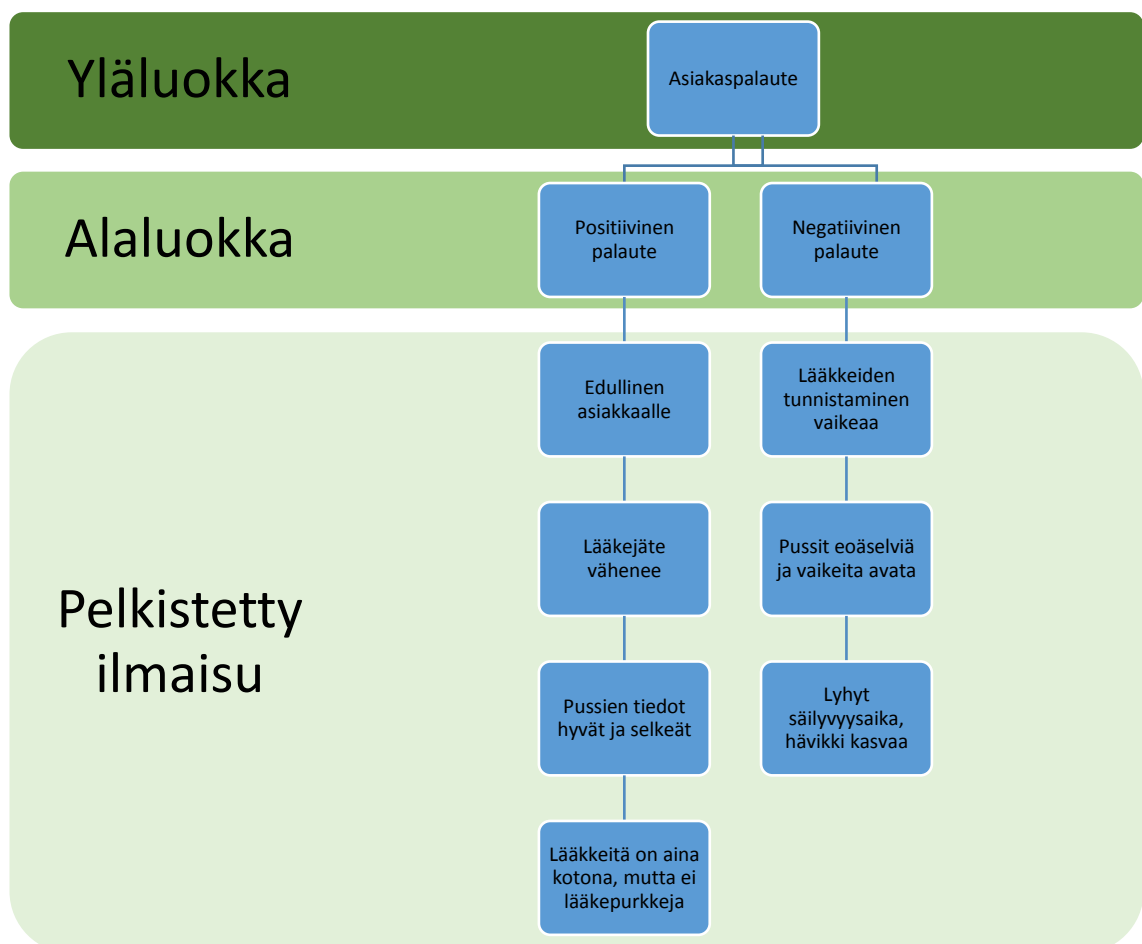 Yläluokka
Asiakaspalaute
Alaluokka
Positiivinen
palaute
Negatiivinen
palaute
Pelkistetty
ilmaisu
Edullinen
asiakkaalle
Lääkejäte
vähenee
Pussien tiedot
hyvät ja selkeät
Lääkkeitä on aina
kotona, mutta ei
lääkepurkkeja
Lääkkeiden
tunnistaminen
vaikeaa
Pussit eoäselviä
ja vaikeita avata
Lyhyt
säilyvyysaika,
hävikki kasvaa